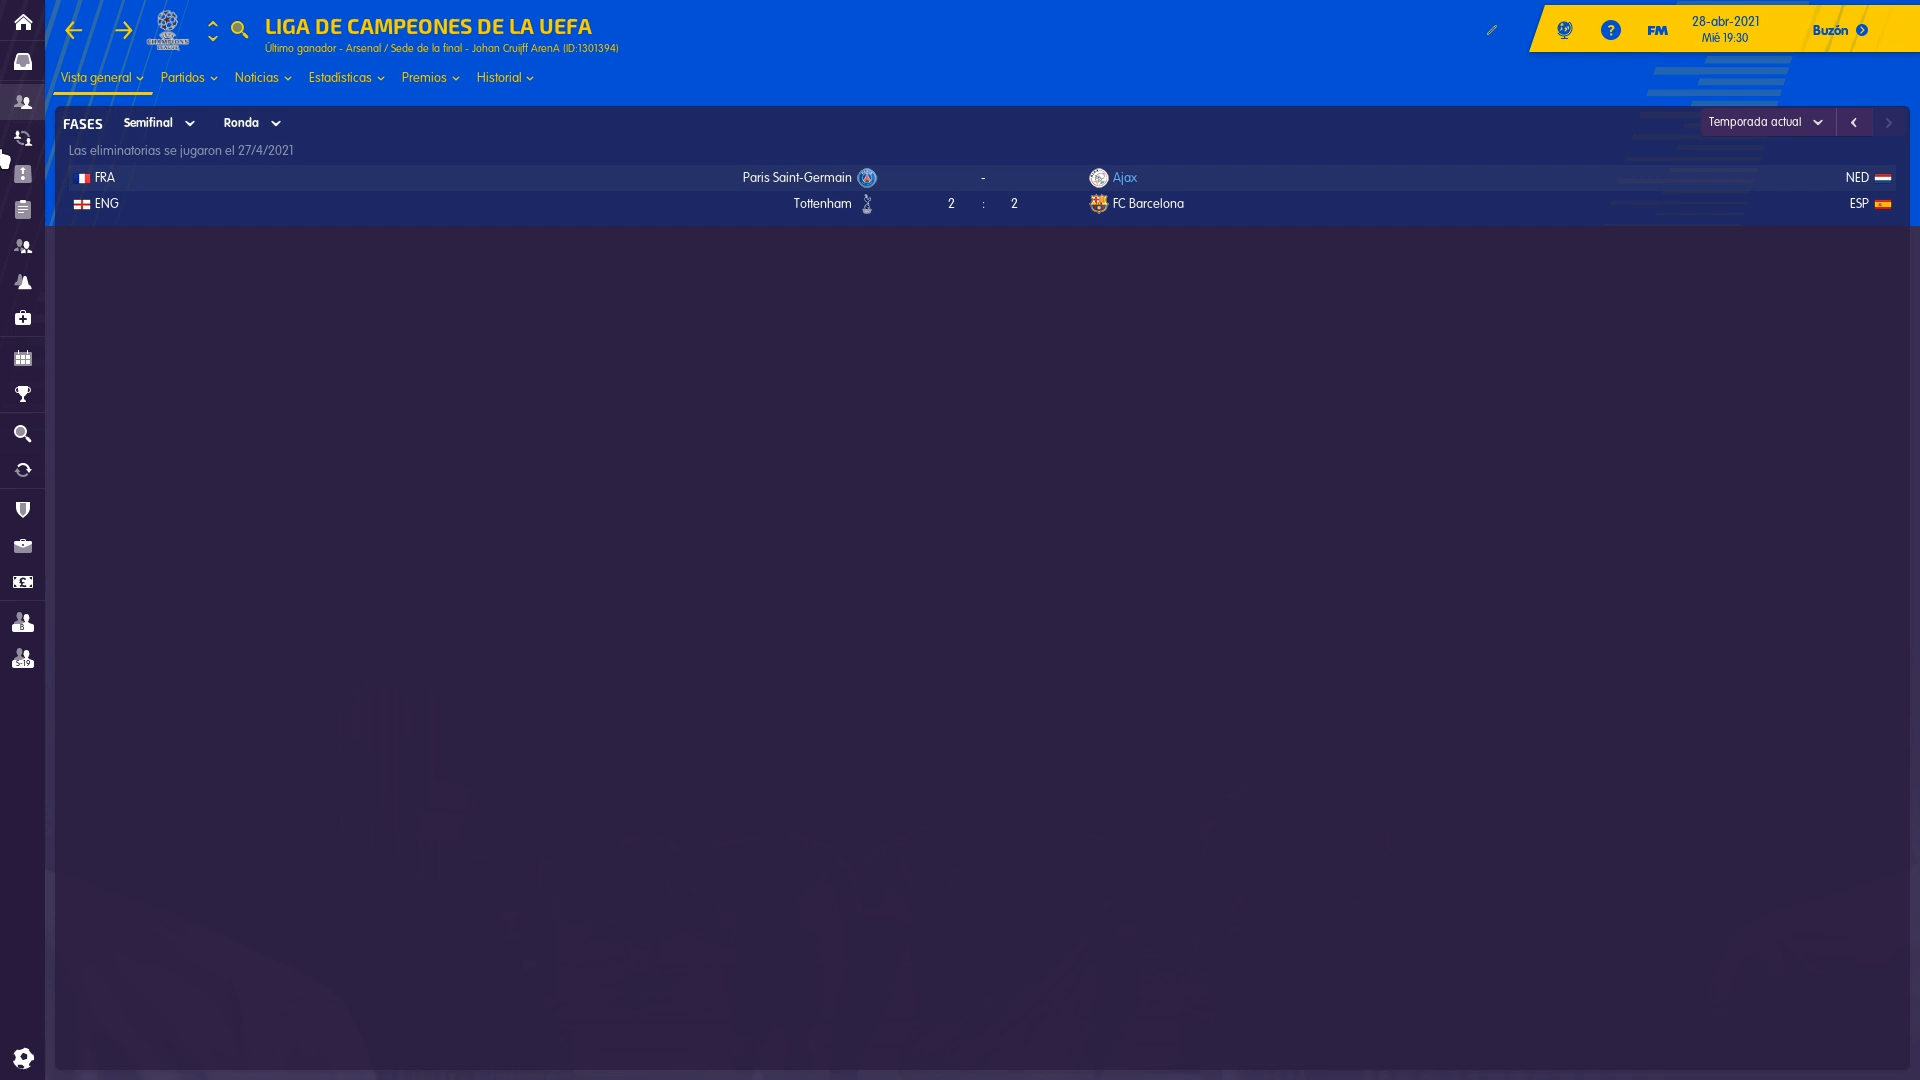 LIGA DE CAMPEONES DE LA UEFA
Último ganador - Arsenal / Sede de la final - Johan Cruijff ArenA (ID:1301394)
? FM 28-abr-2021 Buzón
Mié 19:30
Vista general Partidos Noticias Estadísticas Premios Historial
FASES Semifinal Ronda Temporada actual
Las eliminatorias se jugaron el 27/4/2021
FRA Paris Saint-Germain - Ajax NED
ENG Tottenham 2 : 2 FC Barcelona ESP
B
S-19